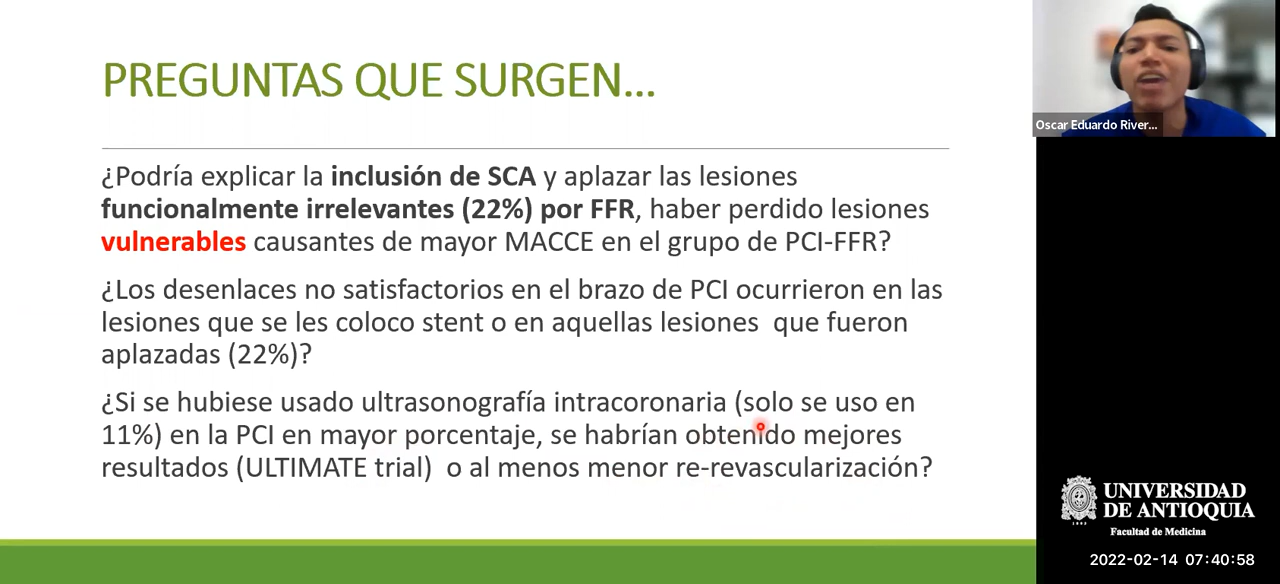 PREGUNTAS QUE SURGEN...
¿Podría explicar la inclusión de SCA y aplazar las lesiones
funcionalmente irrelevantes (22%) por FFR, haber perdido lesiones
vulnerables causantes de mayor MACCE en el grupo de PCI-FFR?
¿Los desenlaces no satisfactorios en el brazo de PCI ocurrieron en las
lesiones que se les coloco stent o en aquellas lesiones que fueron
aplazadas (22%)?
¿Si se hubiese usado ultrasonografía intracoronaria (solo se uso en
11%) en la PCI en mayor porcentaje, se habrían obtenido mejores
resultados (ULTIMATE trial) o al menos menor re-revascularización?
Oscar Eduardo River...
UNIVERSIDAD
DE ANTIOQUIA
1803
Facultad de Medicina
2022-02-14 07:40:58